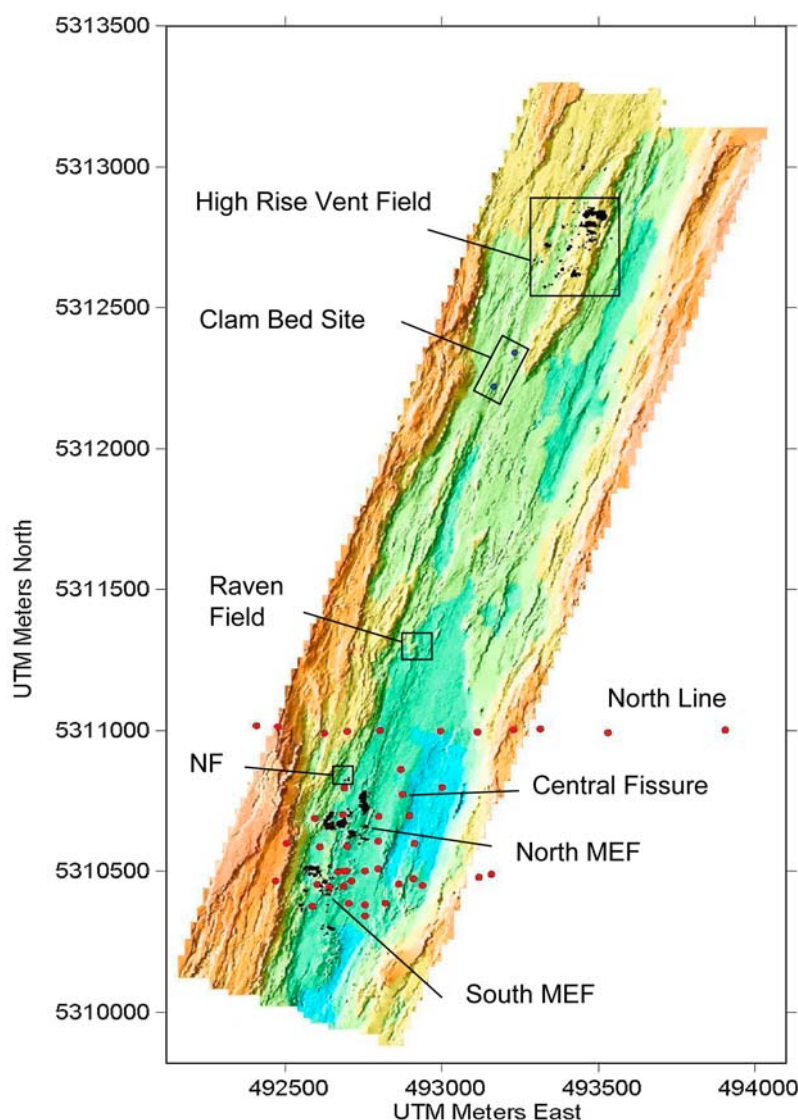 5313500
5313000
High Rise Vent Field
5312500
Clam Bed Site
5312000
UTM Meters North
5311500
Raven
Field
North Line
5311000
NF
Central Fissure
North MEF
5310500
South MEF
5310000
492500
493000
493500
494000
UTM Meters East